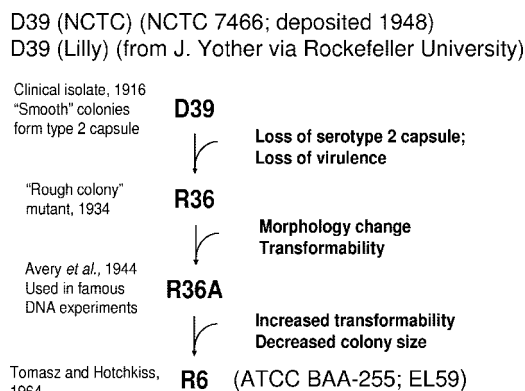 D39 (NCTC) (NCTC 7466; deposited 1948)
D39 (Lilly) (from J. Yother via Rockefeller University)
Clinical isolate, 1916
“Smooth” colonies
form type 2 capsule
D39
Loss of serotype 2 capsule;
Loss of virulence
“Rough colony”
mutant, 1934
R36
Morphology change
Transformability
Avery et al., 1944
Used in famous
DNA experiments
R36A
Increased transformability
Decreased colony size
Tomasz and Hotchkiss,
1964
R6 (ATCC BAA-255; EL59)